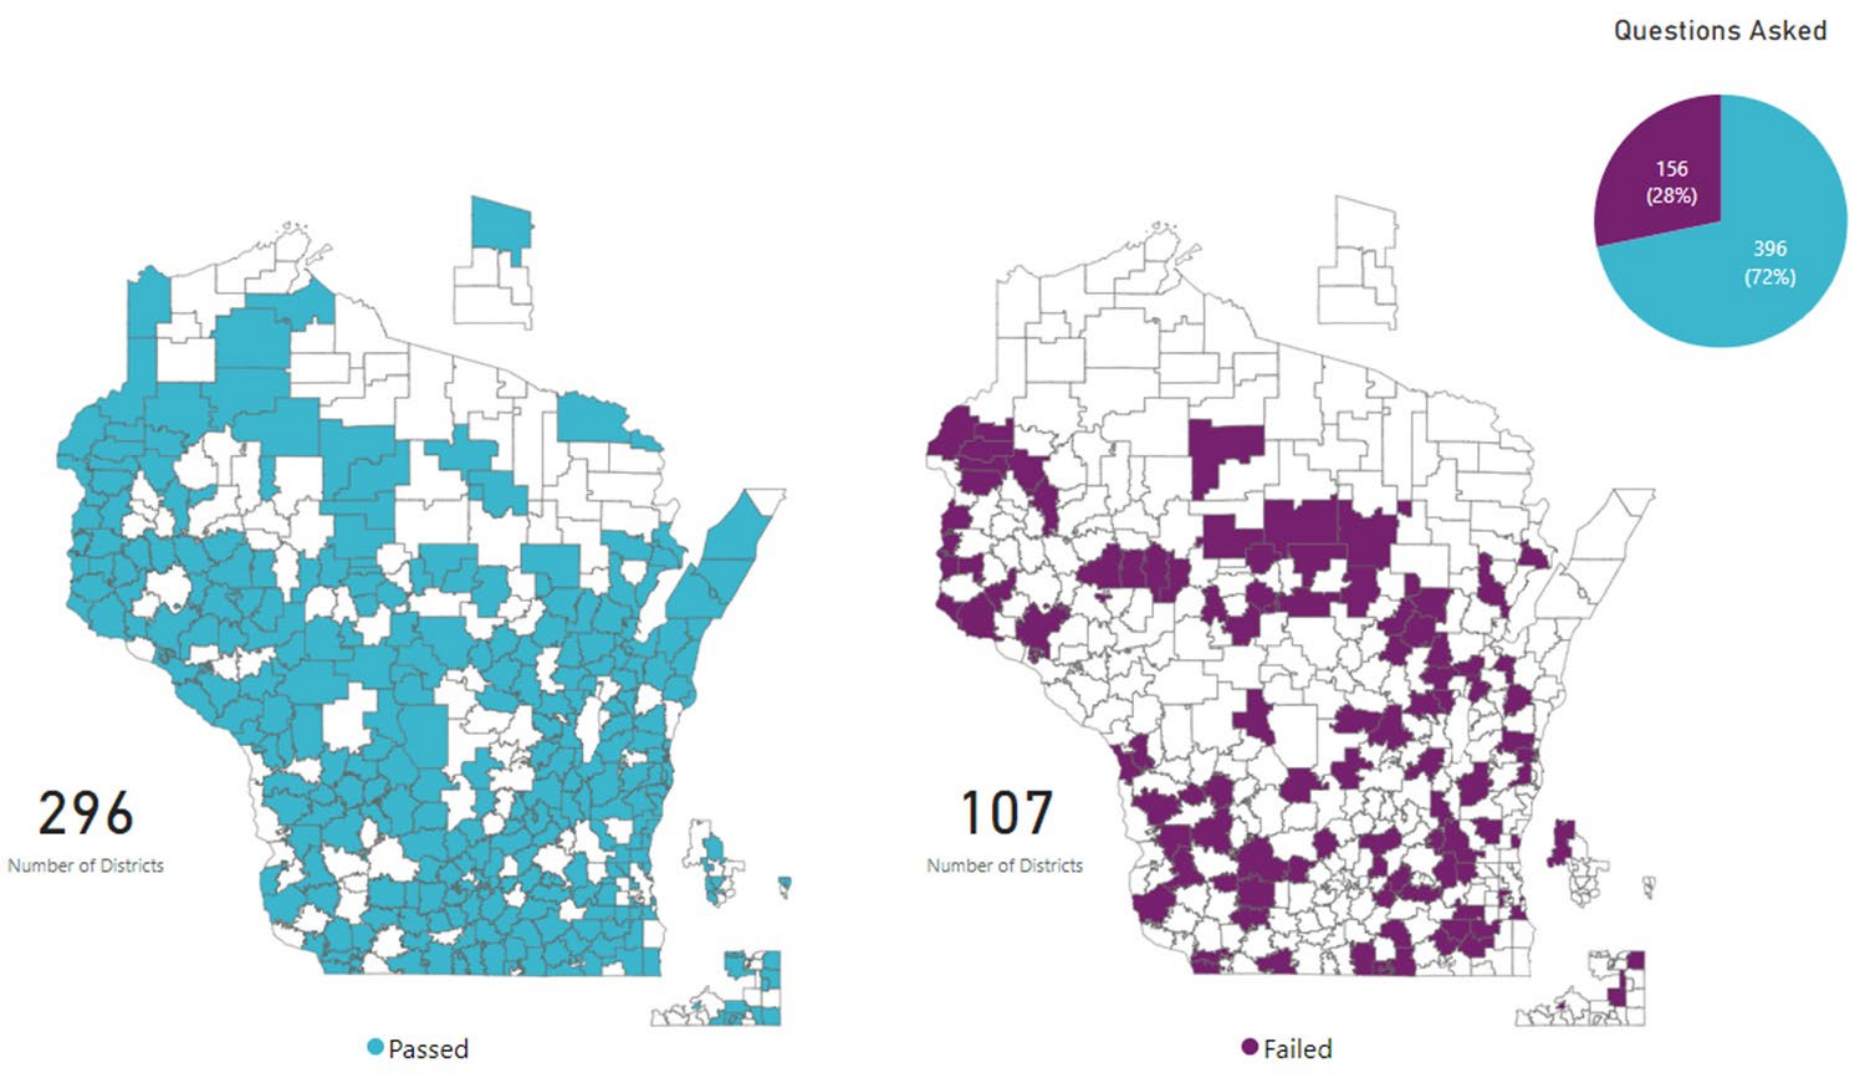 Questions Asked
156
(28%)
396
(72%)
296
Number of Districts
107
Number of Districts
Passed
Failed